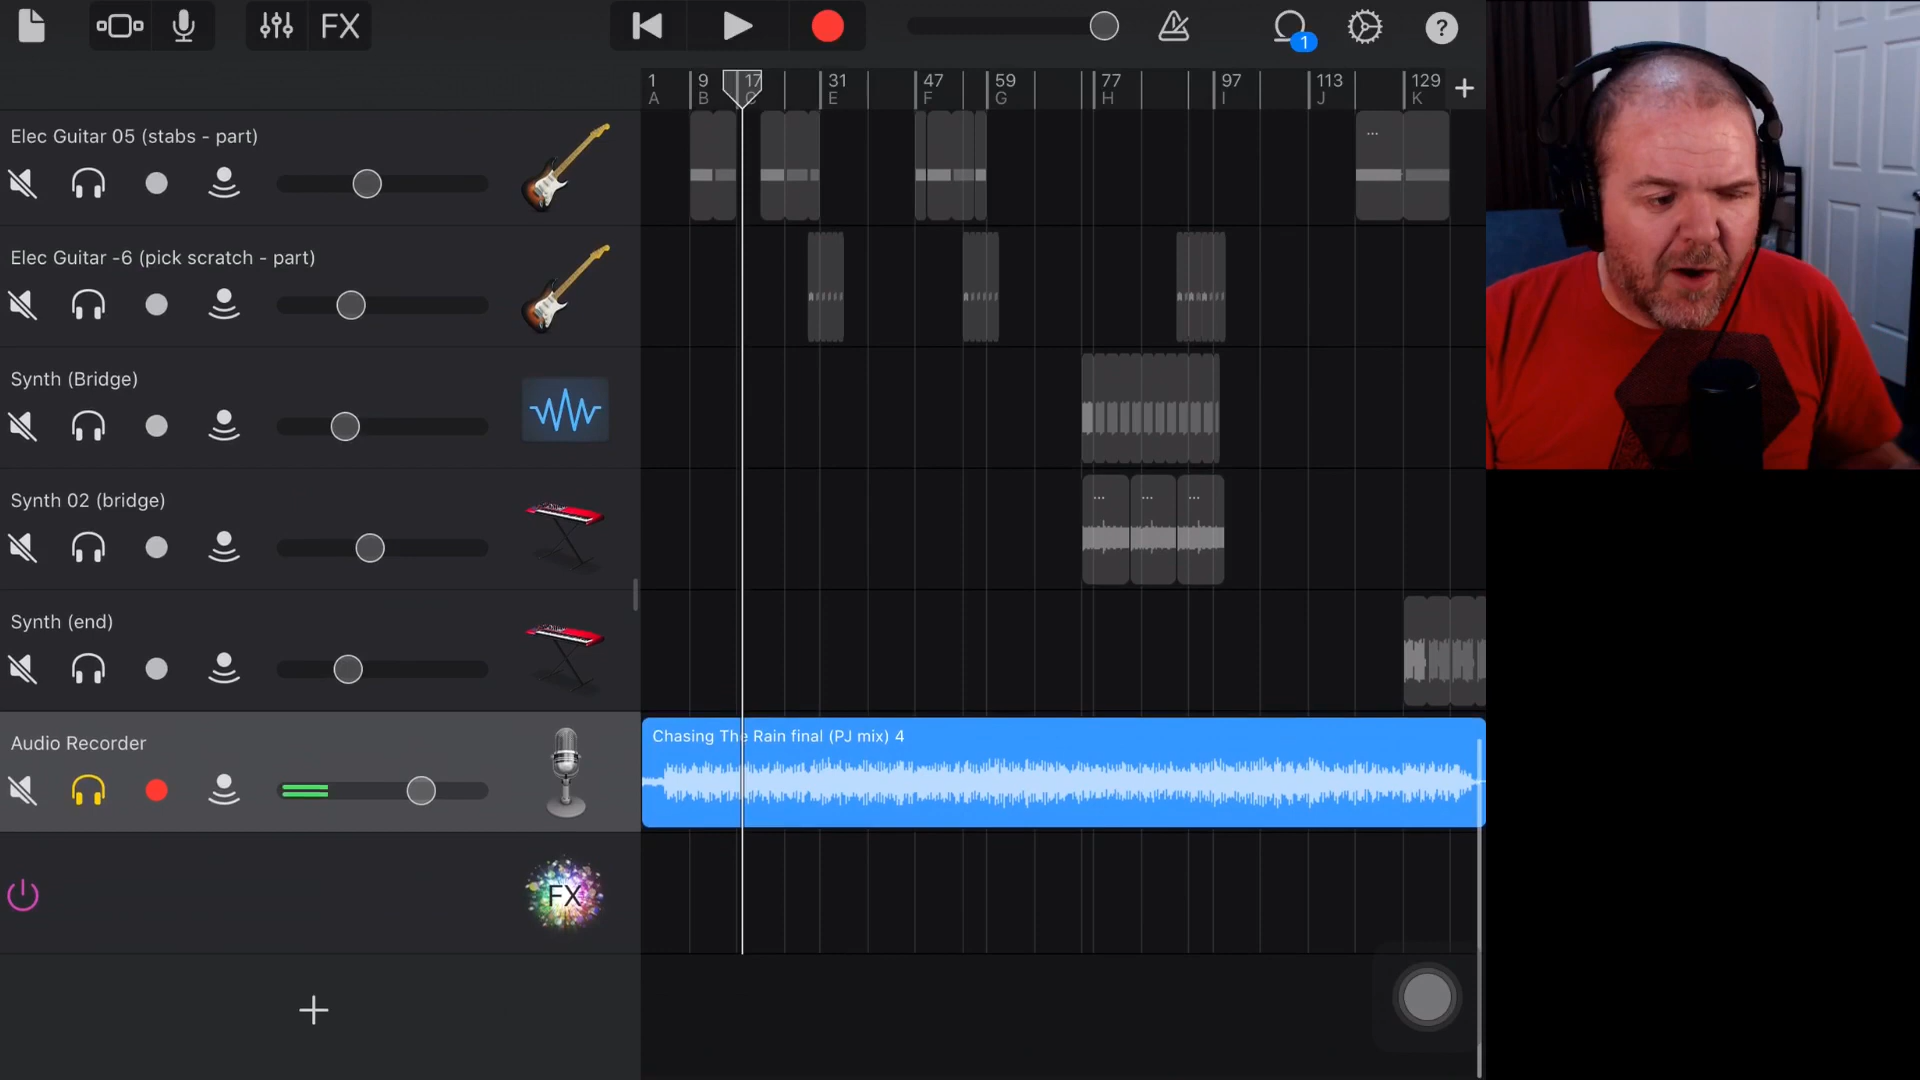 FX
1
1 9 17 31 47 59 77 97 113 129
A B C E F G H I J K
Elec Guitar 05 (stabs - part)
...
Elec Guitar -6 (pick scratch - part)
Synth (Bridge)
Synth 02 (bridge)
... ... ...
Synth (end)
Audio Recorder
Chasing The Rain final (PJ mix) 4
FX